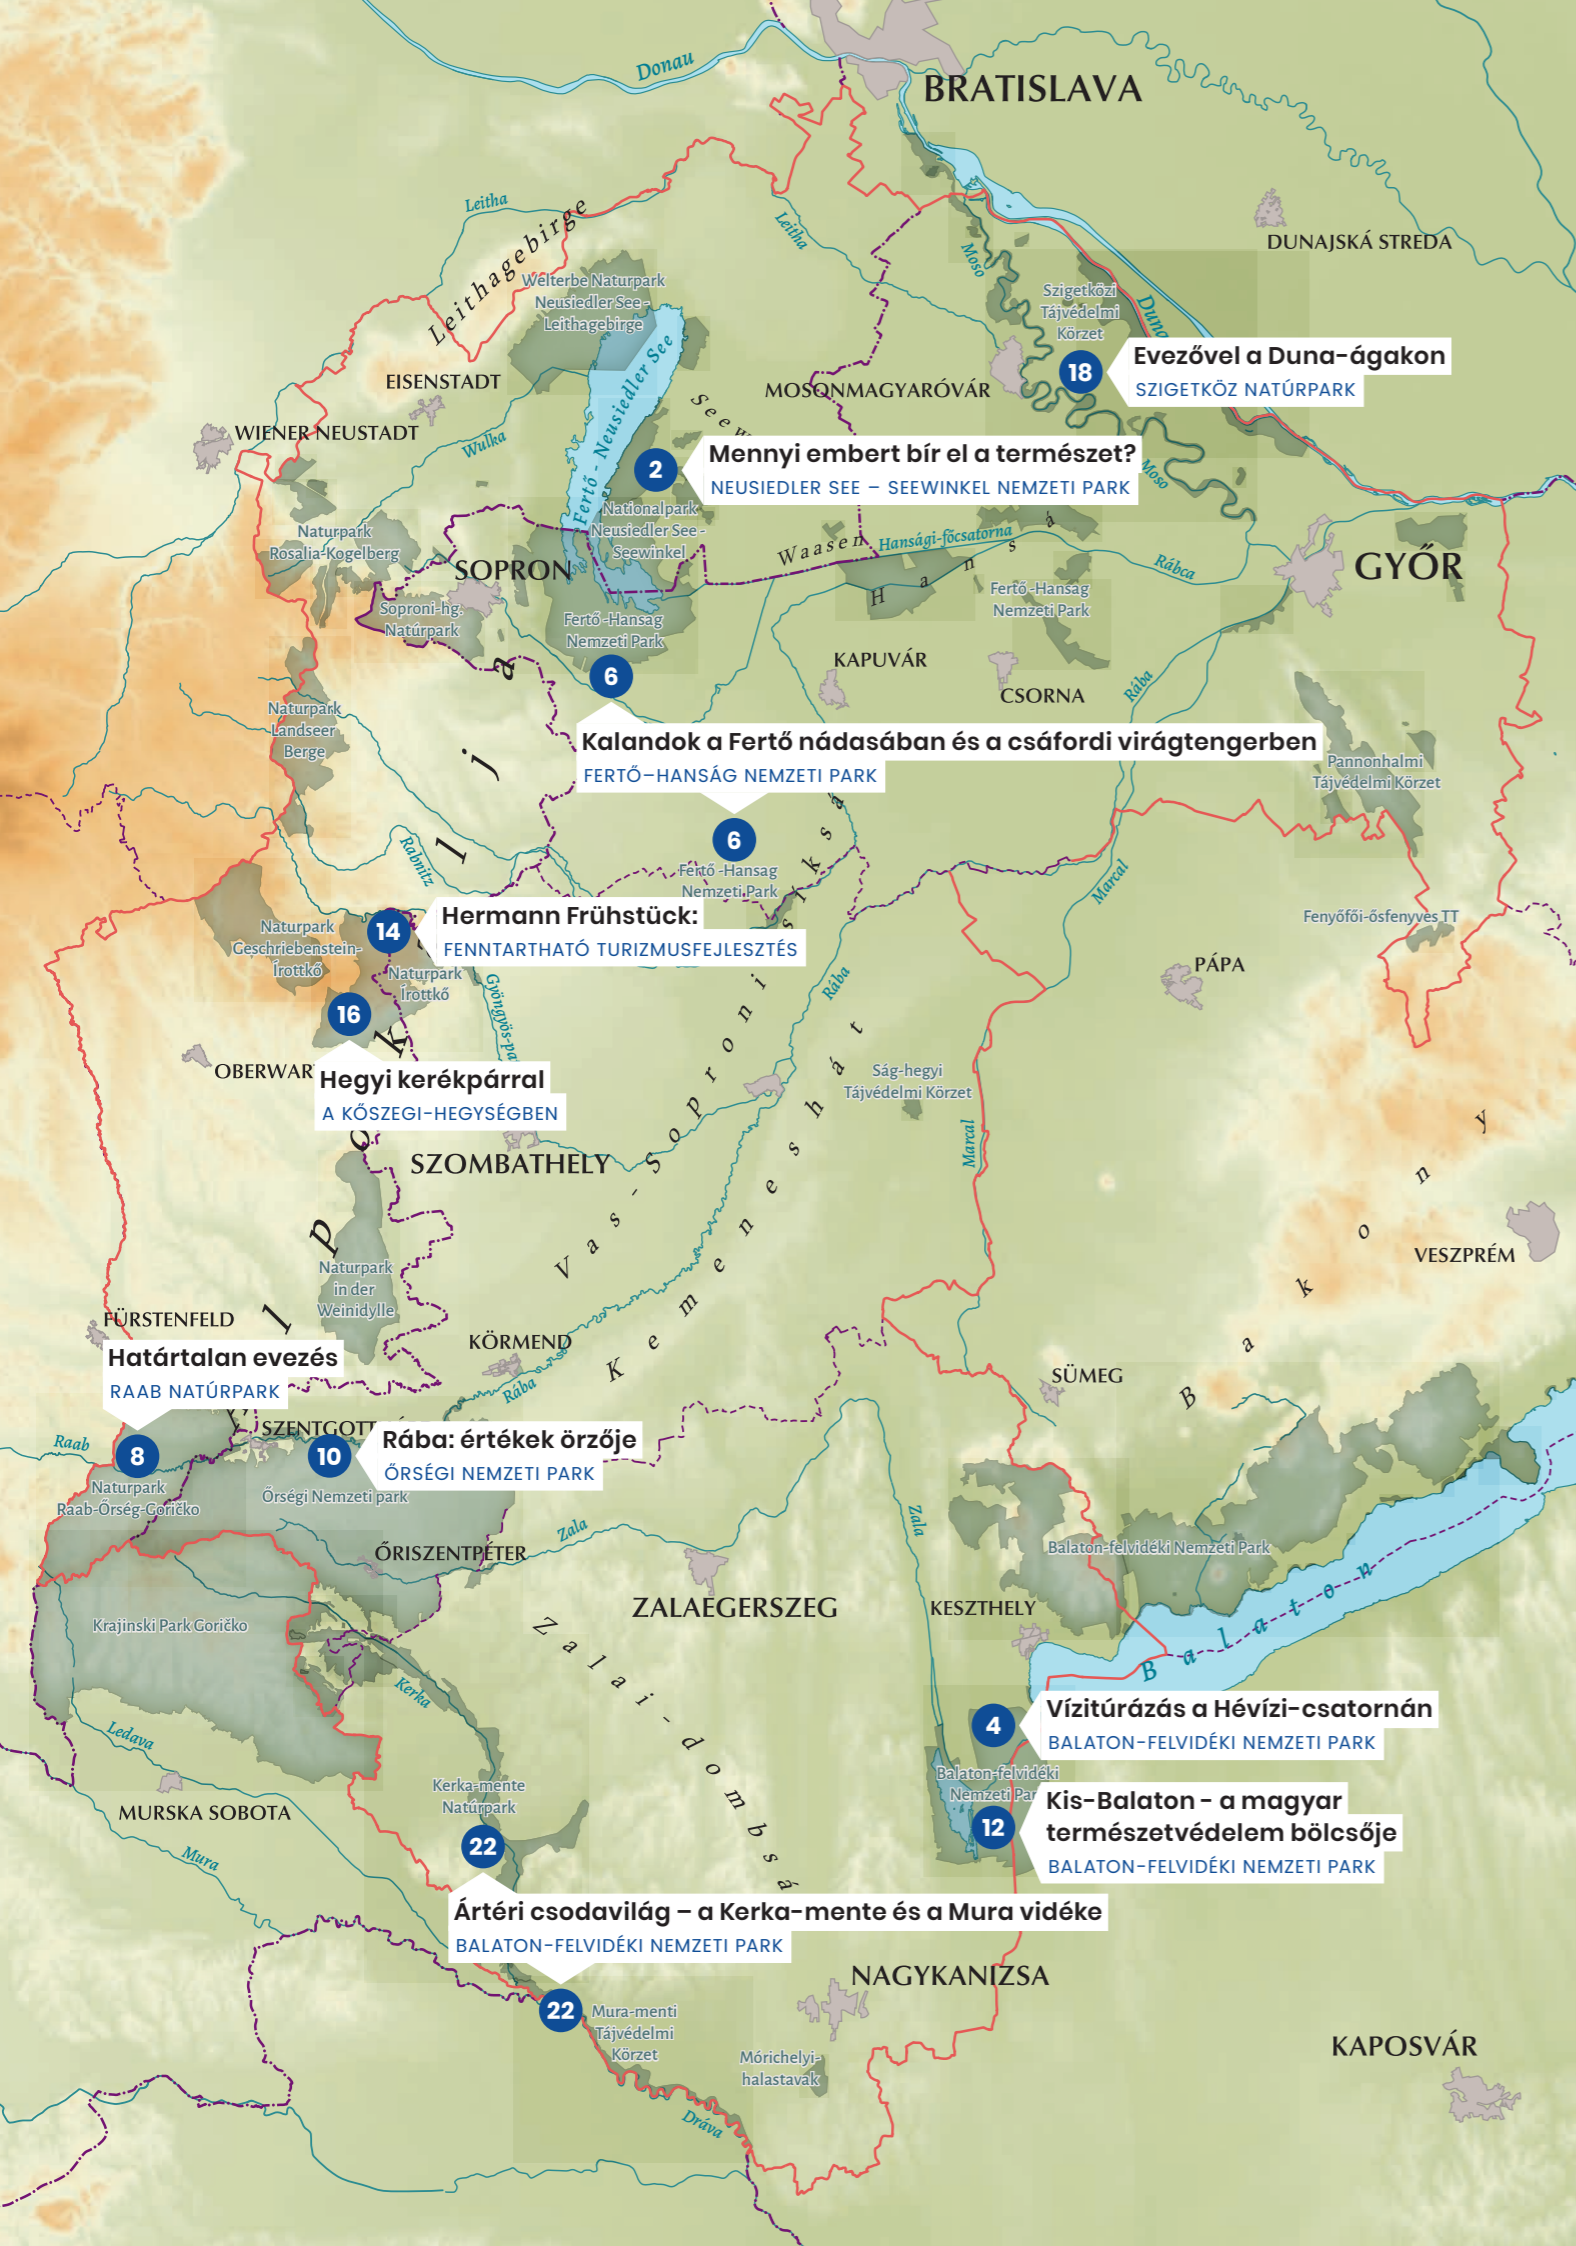 Donau
BRATISLAVA
Leitha
Leithagebirge
Leitha
DUNAJSKÁ STREDA
Welterbe Naturpark
Neusiedler See -
Leithagebirge
Moso
Szigetközi
Tájvédelmi
Körzet
Duna
18
Evezővel a Duna-ágakon
SZIGETKÖZ NATÚRPARK
EISENSTADT
MOSONMAGYARÓVÁR
WIENER NEUSTADT
Wulka
Fertő - Neusiedler See
2
Mennyi embert bír el a természet?
NEUSIEDLER SEE – SEEWINKEL NEMZETI PARK
Moso
Nationalpark
Neusiedler See -
Seewinkel
Naturpark
Rosalia-Kogelberg
SOPRON
Waasen
Hansági-főcsatorna
Hanság
Rábca
GYŐR
Soproni-hg.
Natúrpark
Fertő-Hansag
Nemzeti Park
Fertő-Hansag
Nemzeti Park
6
KAPUVÁR
CSORNA
Rába
Naturpark
Landseer
Berge
Kalandok a Fertő nádasában és a csáfordi virágtengerben
FERTŐ–HANSÁG NEMZETI PARK
Pannonhalmi
Tájvédelmi Körzet
6
Fertő-Hansag
Nemzeti Park
Rabnitz
Marcal
14
Hermann Frühstück:
FENNTARTHATÓ TURIZMUSFEJLESZTÉS
Naturpark
Geschriebenstein-
Írottkő
Naturpark
Írottkő
Fenyőfői-ősfenyves TT
PÁPA
Rába
16
Hegyi kerékpárral
A KŐSZEGI-HEGYSÉGBEN
Ság-hegyi
Tájvédelmi Körzet
Marcal
SZOMBATHELY
Kemeneshát
Bakony
VESZPRÉM
Naturpark
in der
Weinidylle
FÜRSTENFELD
KÖRMEND
Rába
SÜMEG
Határtalan evezés
RAAB NATÚRPARK
8
Raab
10
Rába: értékek örzője
ŐRSÉGI NEMZETI PARK
Naturpark
Raab-Őrség-Goričko
Őrségi Nemzeti park
Zala
Zala
ŐRISZENTPÉTER
Balaton-felvidéki Nemzeti Park
ZALAEGERSZEG
KESZTHELY
Balaton
Krajinski Park Goričko
Kerka
Ledava
4
Vízitúrázás a Hévízi-csatornán
BALATON-FELVIDÉKI NEMZETI PARK
Balaton-felvidéki
MURSKA SOBOTA
Kerka-mente
Natúrpark
12
Kis-Balaton - a magyar
természetvédelem bölcsője
BALATON-FELVIDÉKI NEMZETI PARK
Mura
22
Ártéri csodavilág – a Kerka-mente és a Mura vidéke
BALATON-FELVIDÉKI NEMZETI PARK
NAGYKANIZSA
22
Mura-menti
Tájvédelmi
Körzet
Mórichelyi-
halastavak
KAPOSVÁR
Dráva